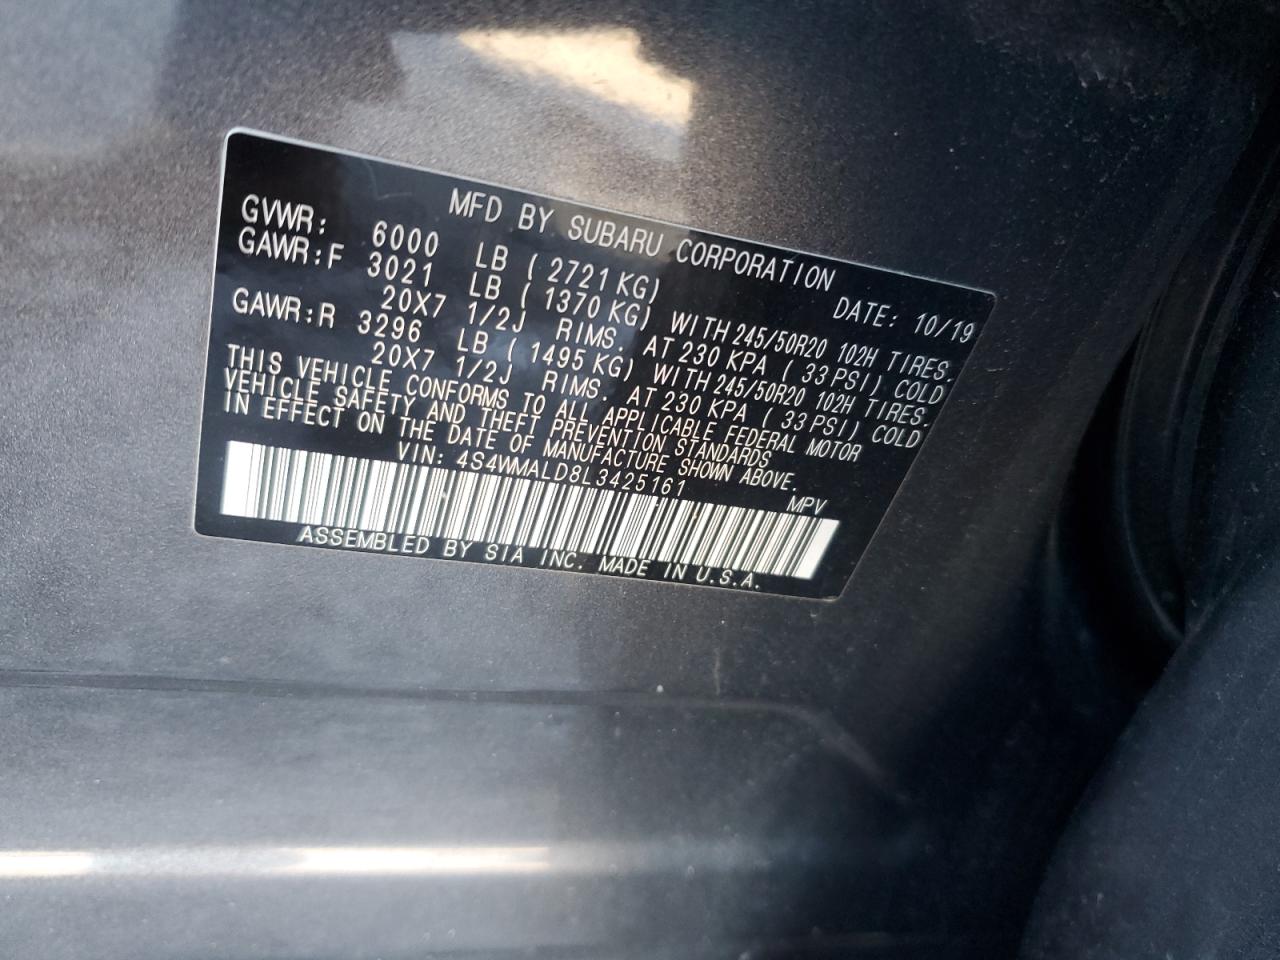 MFD BY SUBARU CORPORATION
GVWR: 6000 LB ( 2721 KG) DATE: 10/19
GAWR:F 3021 LB ( 1370 KG) WITH 245/50R20 102H TIRES.
20X7 1/2J RIMS. AT 230 KPA ( 33 PSI) COLD
GAWR:R 3296 LB ( 1495 KG) WITH 245/50R20 102H TIRES.
20X7 1/2J RIMS. AT 230 KPA ( 33 PSI) COLD
THIS VEHICLE CONFORMS TO ALL APPLICABLE FEDERAL MOTOR
VEHICLE SAFETY AND THEFT PREVENTION STANDARDS
IN EFFECT ON THE DATE OF MANUFACTURE SHOWN ABOVE.
VIN: 4S4WMALD8L3425161 MPV
ASSEMBLED BY SIA INC. MADE IN U.S.A.